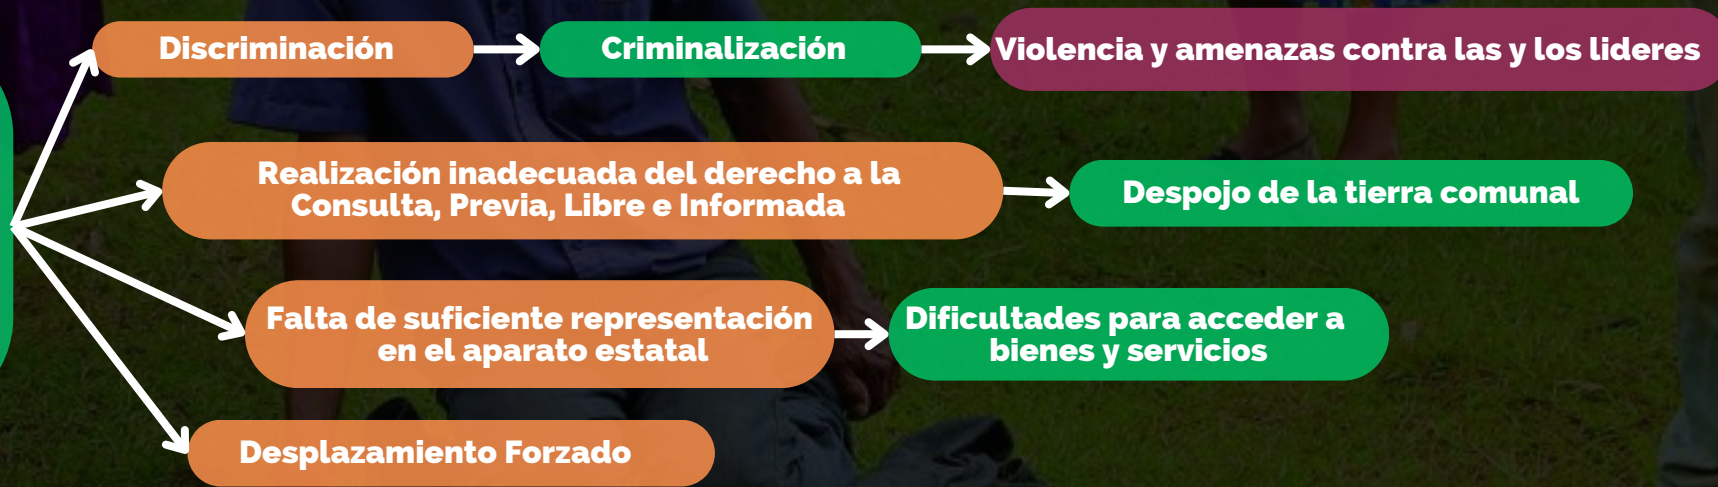 Discriminación
Criminalización
Violencia y amenazas contra las y los lideres
Realización inadecuada del derecho a la
Consulta, Previa, Libre e Informada
Despojo de la tierra comunal
Falta de suficiente representación
en el aparato estatal
Dificultades para acceder a
bienes y servicios
Desplazamiento Forzado